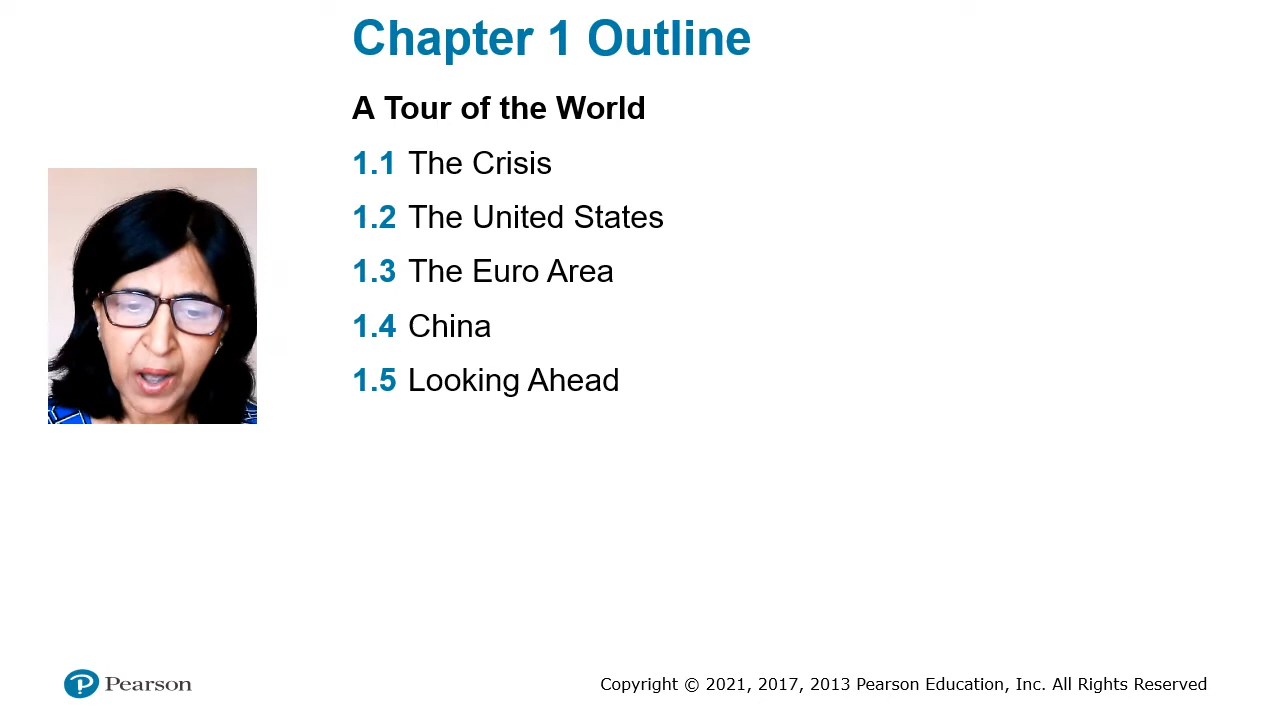 Chapter 1 Outline
A Tour of the World
1.1 The Crisis
1.2 The United States
1.3 The Euro Area
1.4 China
1.5 Looking Ahead
Pearson
Copyright © 2021, 2017, 2013 Pearson Education, Inc. All Rights Reserved